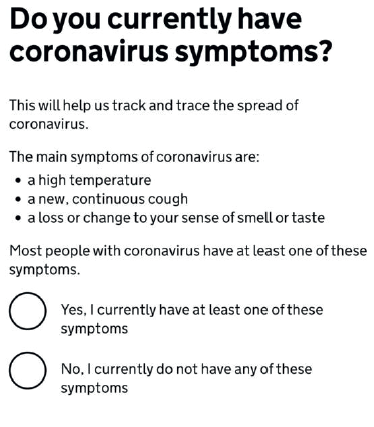 Do you currently have
coronavirus symptoms?
This will help us track and trace the spread of
coronavirus.
The main symptoms of coronavirus are:
• a high temperature
• a new, continuous cough
• a loss or change to your sense of smell or taste
Most people with coronavirus have at least one of these
symptoms.
Yes, I currently have at least one of these
symptoms
No, I currently do not have any of these
symptoms